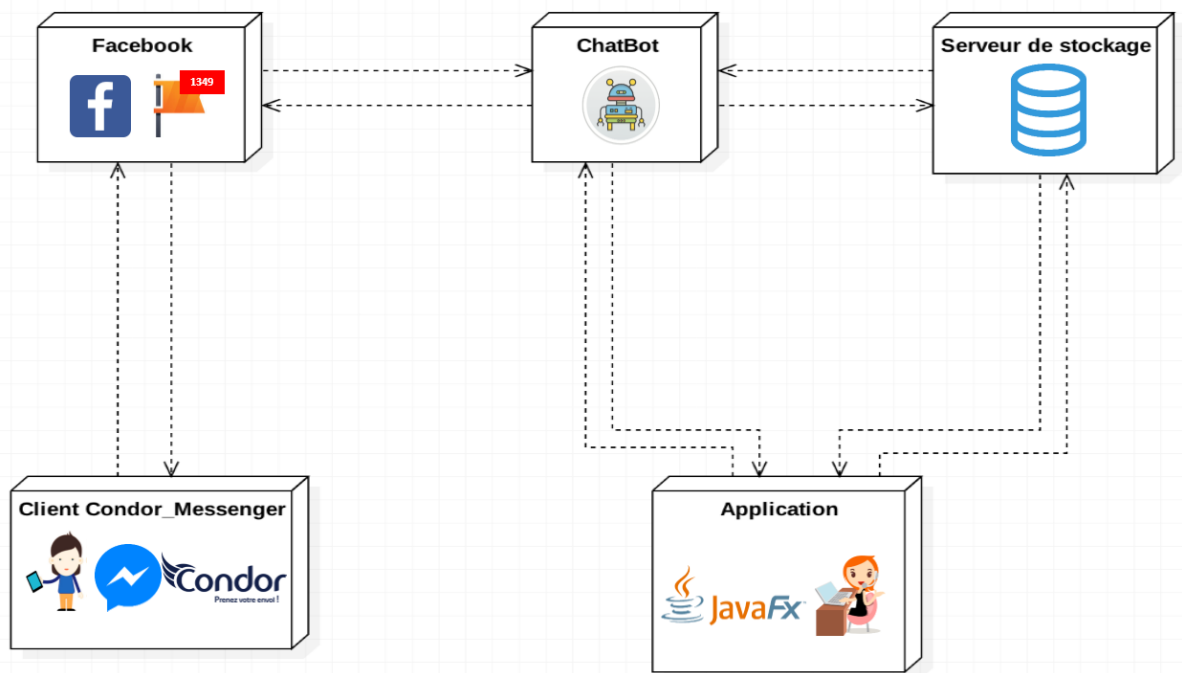 Facebook
1349
f
ChatBot
Serveur de stockage
Client Condor_Messenger
Condor
Prenez votre envol !
Application
JavaFx